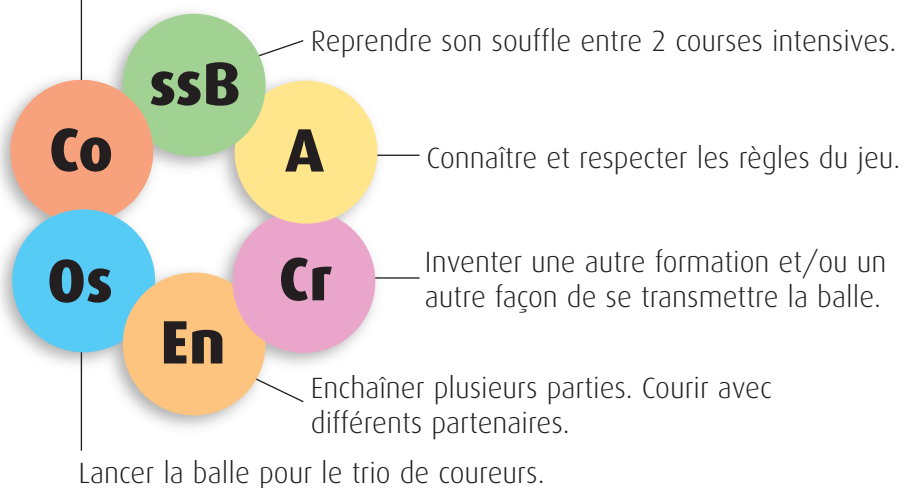 ssB
Reprendre son souffle entre 2 courses intensives.
Co
A
Connaître et respecter les règles du jeu.
Os
Cr
Inventer une autre formation et/ou un
autre façon de se transmettre la balle.
En
Enchaîner plusieurs parties. Courir avec
différents partenaires.
Lancer la balle pour le trio de coureurs.